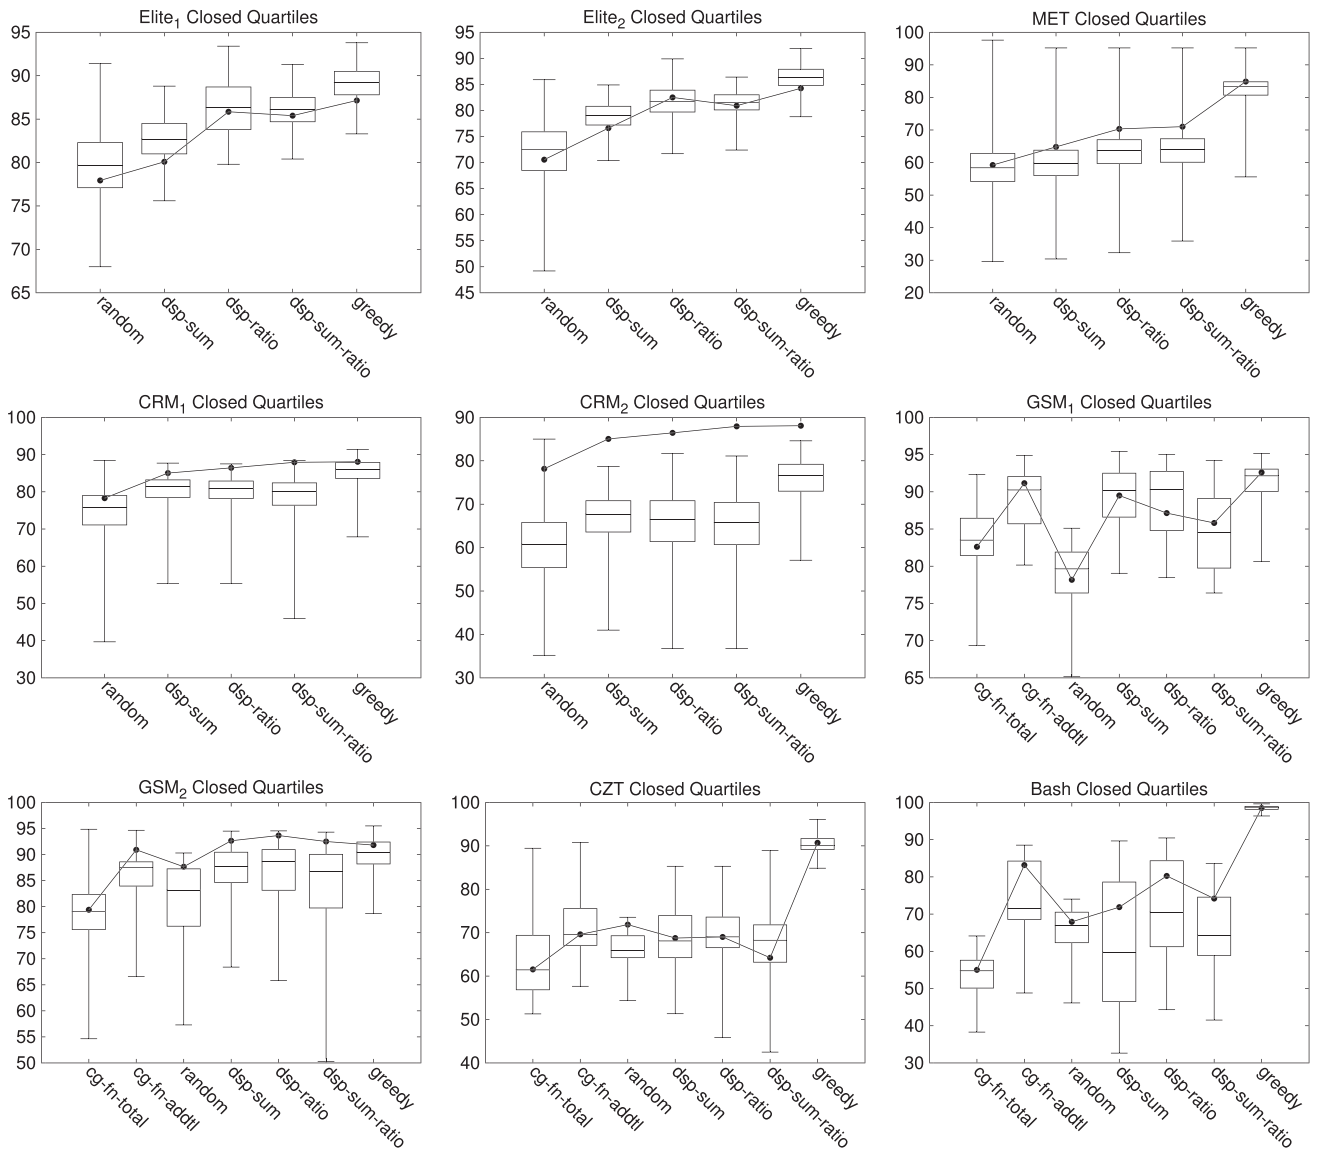 Elite1 Closed Quartiles
95
90
85
80
75
70
65
random
dsp-sum
dsp-ratio
dsp-sum-ratio
greedy
Elite2 Closed Quartiles
95
90
85
80
75
70
65
60
55
50
45
random
dsp-sum
dsp-ratio
dsp-sum-ratio
greedy
MET Closed Quartiles
100
90
80
70
60
50
40
30
20
random
dsp-sum
dsp-ratio
dsp-sum-ratio
greedy
CRM1 Closed Quartiles
100
90
80
70
60
50
40
30
random
dsp-sum
dsp-ratio
dsp-sum-ratio
greedy
CRM2 Closed Quartiles
90
80
70
60
50
40
30
random
dsp-sum
dsp-ratio
dsp-sum-ratio
greedy
GSM1 Closed Quartiles
100
95
90
85
80
75
70
65
cg-fn-total
cg-fn-addtl
random
dsp-sum
dsp-ratio
dsp-sum-ratio
greedy
GSM2 Closed Quartiles
100
95
90
85
80
75
70
65
60
55
50
cg-fn-total
cg-fn-addtl
random
dsp-sum
dsp-ratio
dsp-sum-ratio
greedy
CZT Closed Quartiles
100
90
80
70
60
50
40
cg-fn-total
cg-fn-addtl
random
dsp-sum
dsp-ratio
dsp-sum-ratio
greedy
Bash Closed Quartiles
100
90
80
70
60
50
40
30
cg-fn-total
cg-fn-addtl
random
dsp-sum
dsp-ratio
dsp-sum-ratio
greedy